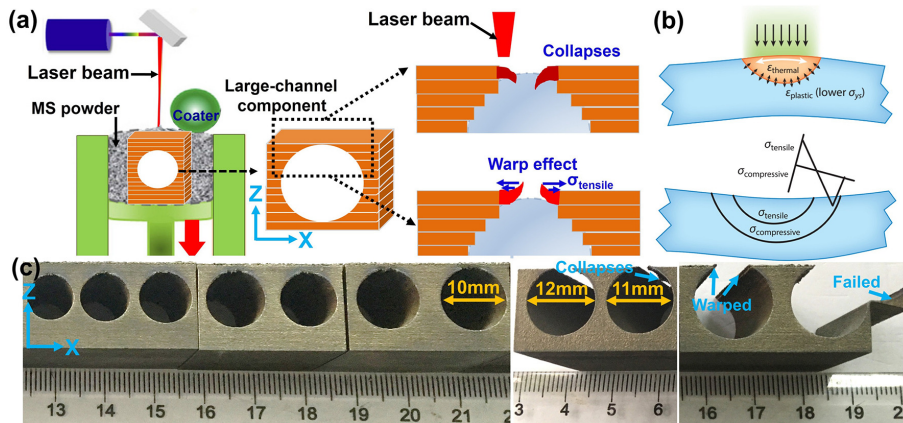 (a)
Laser beam
MS powder
Coater
Large-channel
component
Z
X
Laser beam
Collapses
Warp effect
σtensile
(b)
εthermal
εplastic (lower σys)
σtensile
σcompressive
σtensile
σcompressive
(c)
Z
X
10mm
13 14 15 16 17 18 19 20 21 2
Collapses
12mm 11mm
3 4 5 6
Warped
Failed
16 17 18 19 2